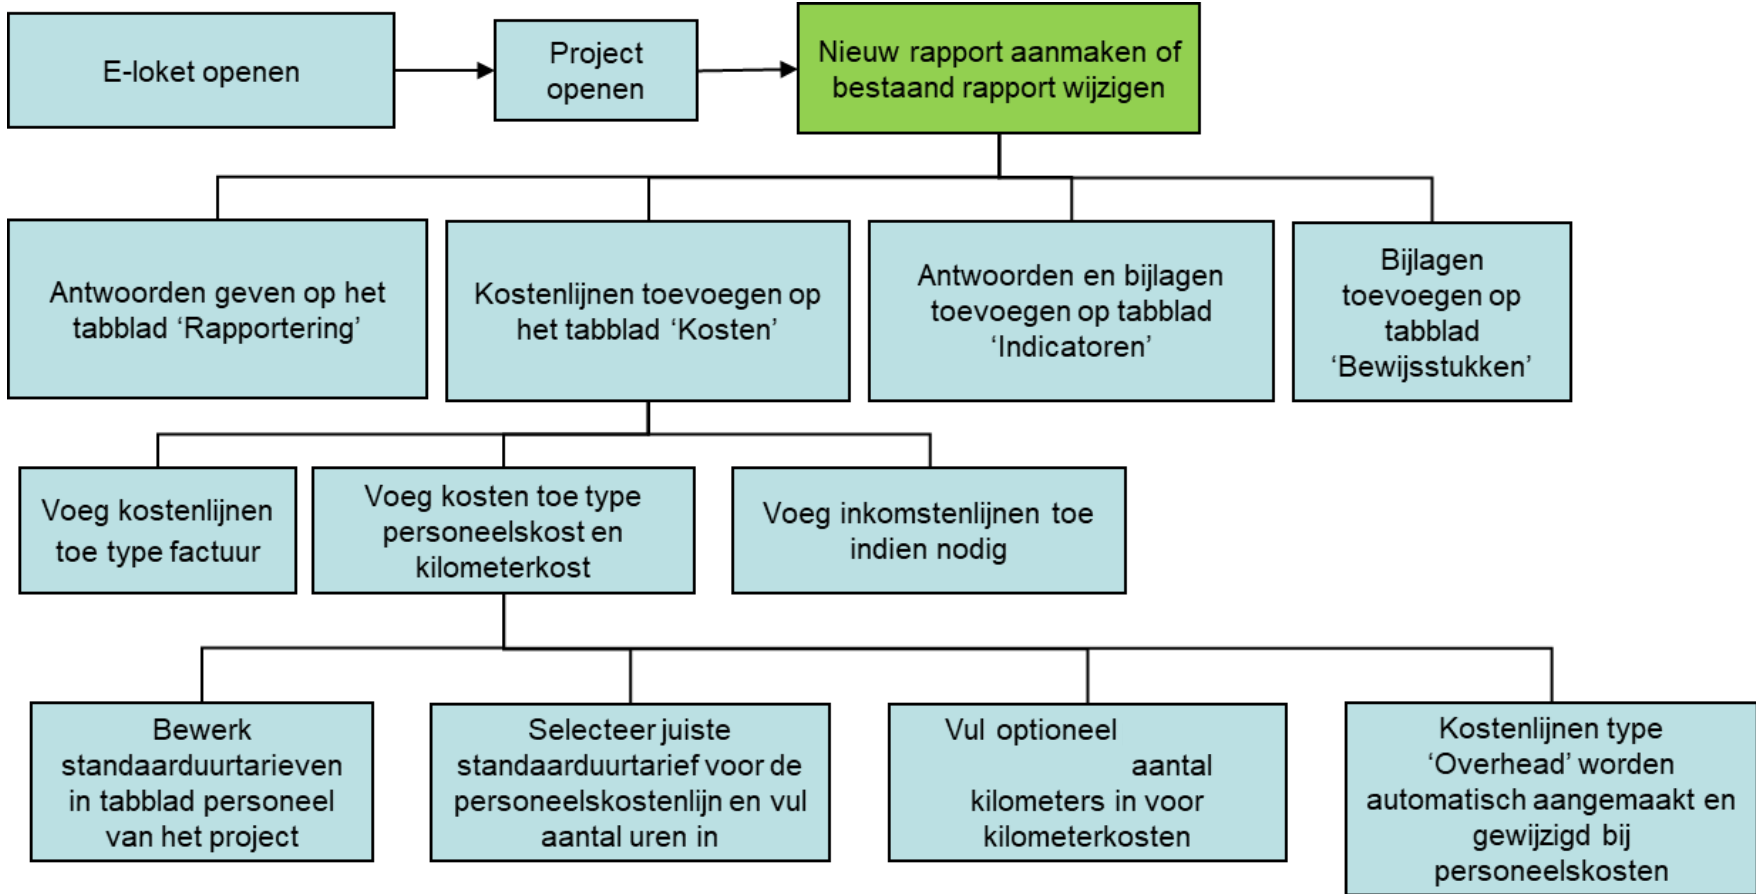 E-loket openen
Project
openen
Nieuw rapport aanmaken of
bestaand rapport wijzigen
Antwoorden geven op het
tabblad ‘Rapportering’
Kostenlijnen toevoegen op
het tabblad ‘Kosten’
Antwoorden en bijlagen
toevoegen op tabblad
‘Indicatoren’
Bijlagen
toevoegen op
tabblad
‘Bewijsstukken’
Voeg kostenlijnen
toe type factuur
Voeg kosten toe type
personeelskost en
kilometerkost
Voeg inkomstenlijnen toe
indien nodig
Bewerk
standaarduurtarieven
in tabblad personeel
van het project
Selecteer juiste
standaarduurtarief voor de
personeelskostenlijn en vul
aantal uren in
Vul optioneel
aantal
kilometers in voor
kilometerkosten
Kostenlijnen type
‘Overhead’ worden
automatisch aangemaakt en
gewijzigd bij
personeelskosten